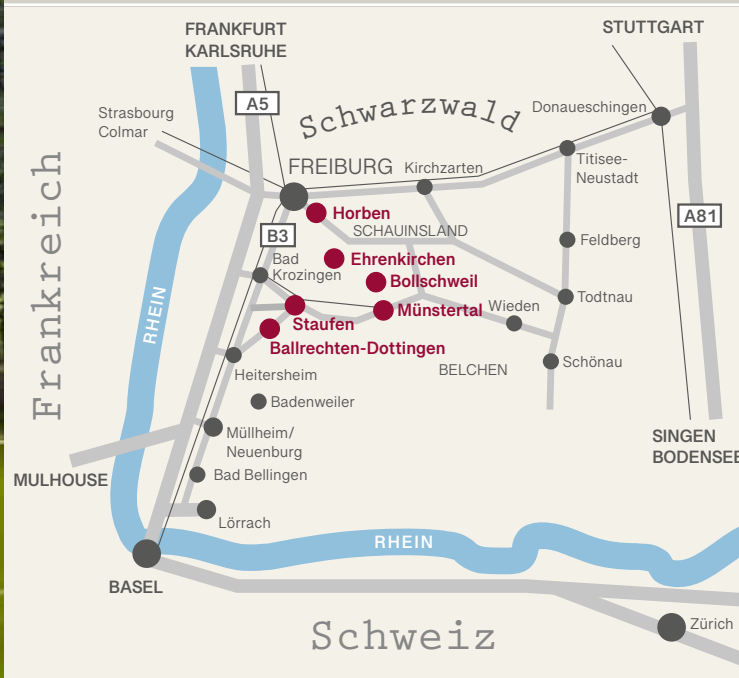 FRANKFURT
KARLSRUHE
STUTTGART
A5
Strasbourg
Colmar
Schwarzwald
Donaueschingen
Frankreich
FREIBURG
Kirchzarten
Titisee-
Neustadt
Horben
A81
B3
SCHAUINSLAND
Feldberg
Bad
Krozingen
Ehrenkirchen
Bollschweil
RHEIN
Todtnau
Münstertal
Wieden
Staufen
Ballrechten-Dottingen
Schönau
Heitersheim
BELCHEN
Badenweiler
Müllheim/
Neuenburg
SINGEN
BODENSEE
MULHOUSE
Bad Bellingen
Lörrach
RHEIN
BASEL
Schweiz
Zürich